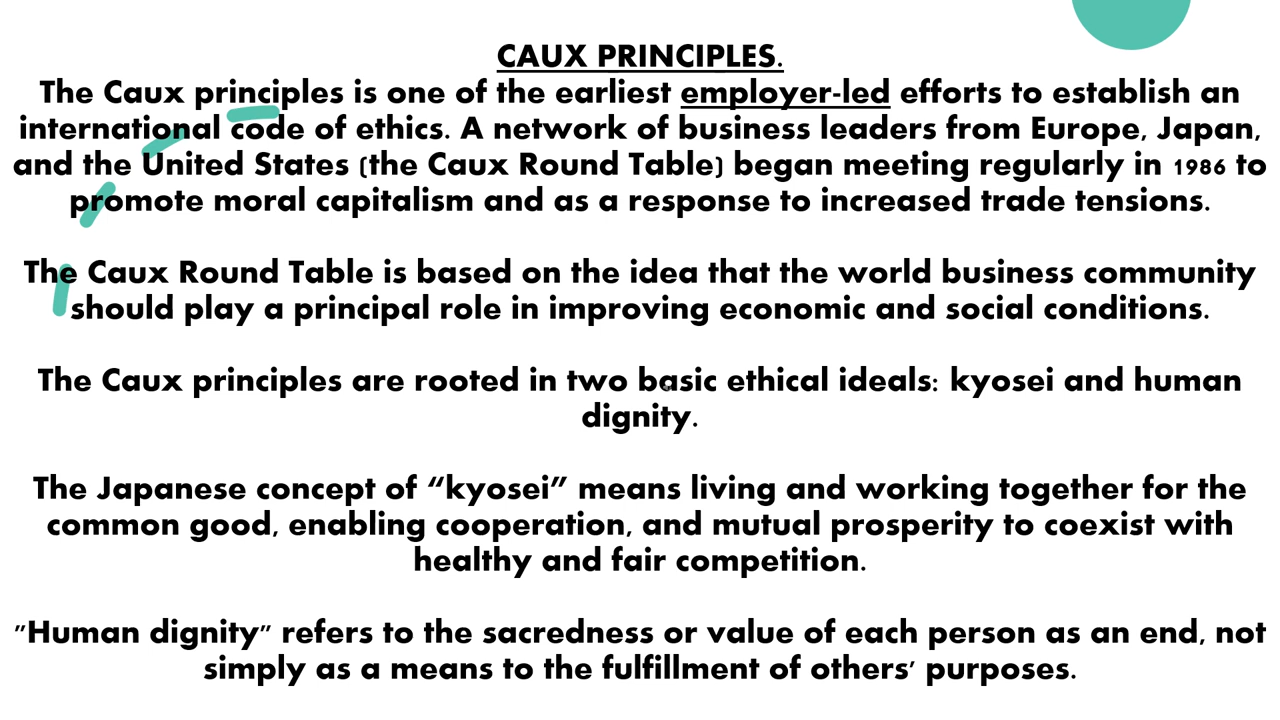 CAUX PRINCIPLES.
The Caux principles is one of the earliest employer-led efforts to establish an
international code of ethics. A network of business leaders from Europe, Japan,
and the United States (the Caux Round Table) began meeting regularly in 1986 to
promote moral capitalism and as a response to increased trade tensions.
The Caux Round Table is based on the idea that the world business community
should play a principal role in improving economic and social conditions.
The Caux principles are rooted in two basic ethical ideals: kyosei and human
dignity.
The Japanese concept of “kyosei” means living and working together for the
common good, enabling cooperation, and mutual prosperity to coexist with
healthy and fair competition.
"Human dignity" refers to the sacredness or value of each person as an end, not
simply as a means to the fulfillment of others' purposes.